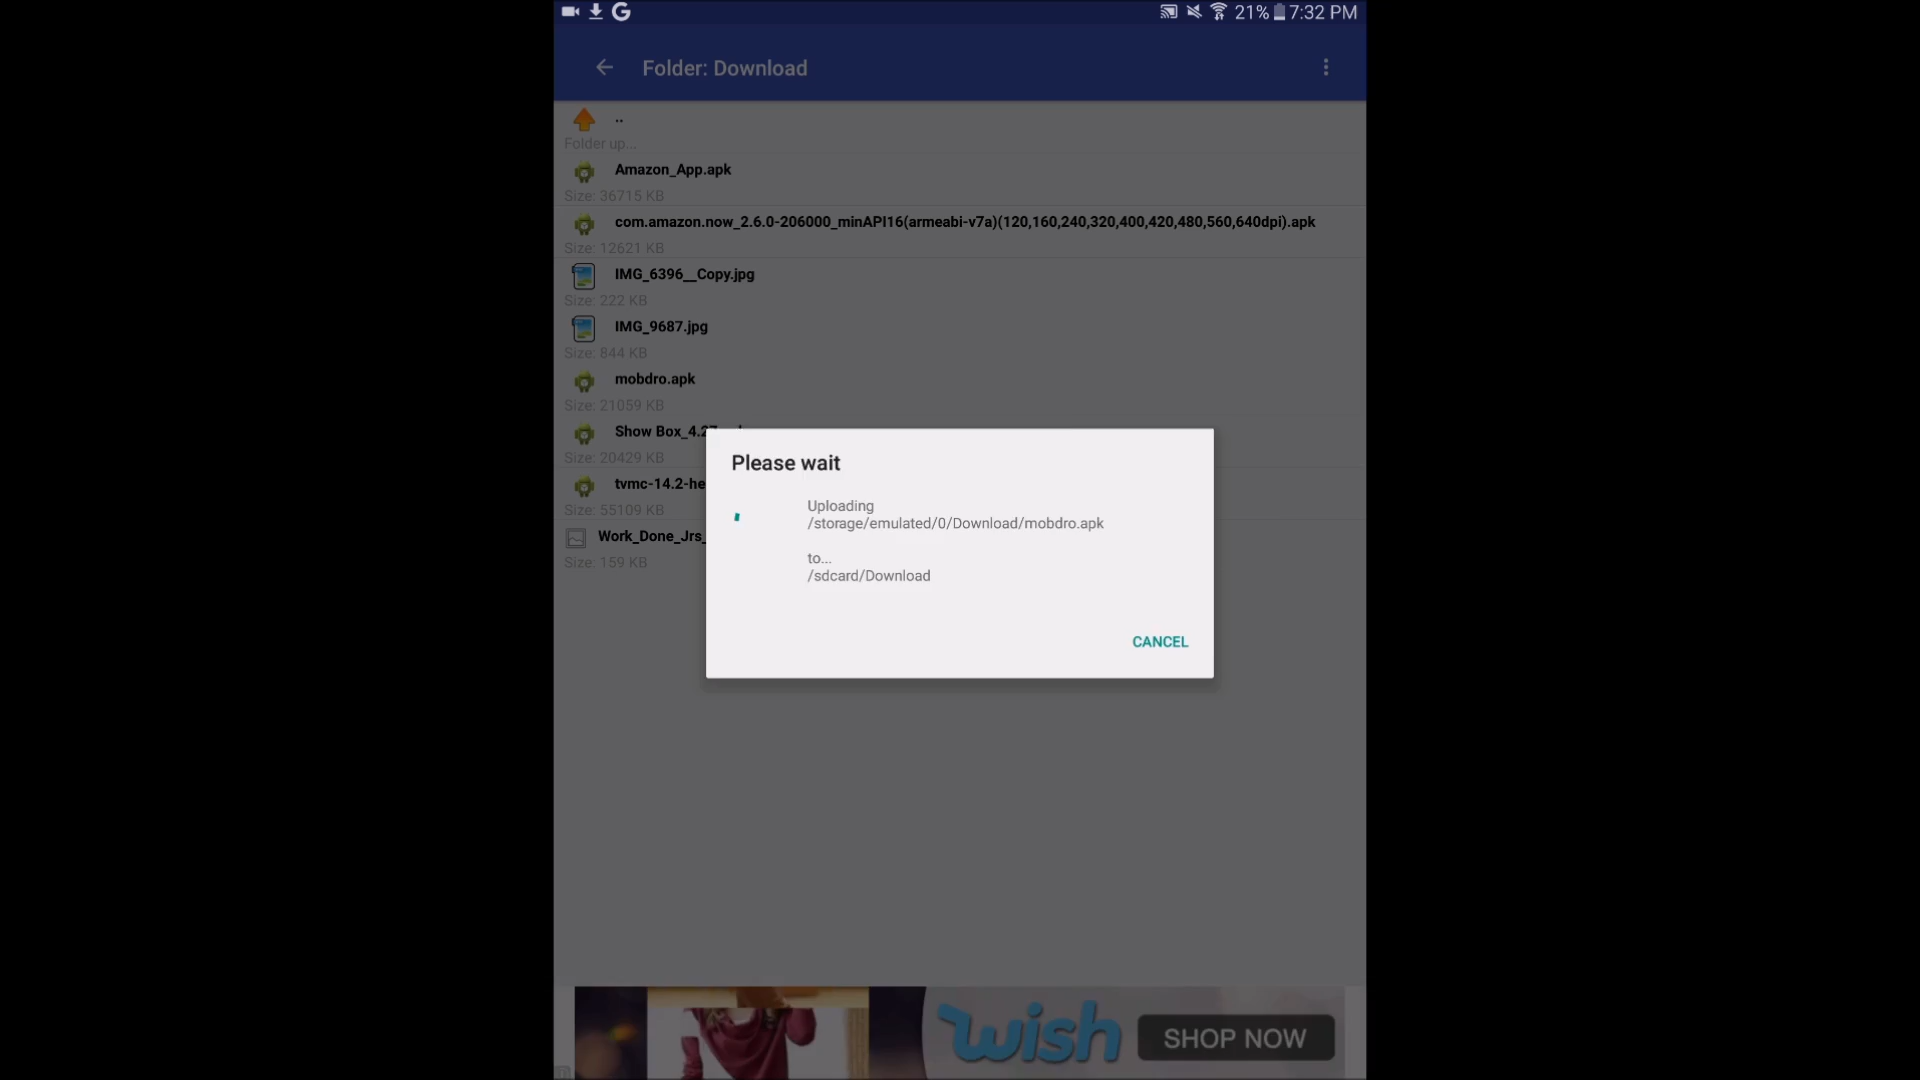 21% 7:32 PM
Folder: Download
..
Folder up...
Amazon_App.apk
Size: 36715 KB
com.amazon.now_2.6.0-206000_minAPI16(armeabi-v7a)(120,160,240,320,400,420,480,560,640dpi).apk
Size: 12621 KB
IMG_6396__Copy.jpg
Size: 222 KB
IMG_9687.jpg
Size: 844 KB
mobdro.apk
Size: 21059 KB
Show Box_4.27
Size: 20429 KB
tvmc-14.2-he
Size: 55109 KB
Work_Done_Jrs_
Size: 159 KB
Please wait
Uploading
/storage/emulated/0/Download/mobdro.apk
to...
/sdcard/Download
CANCEL
wish SHOP NOW